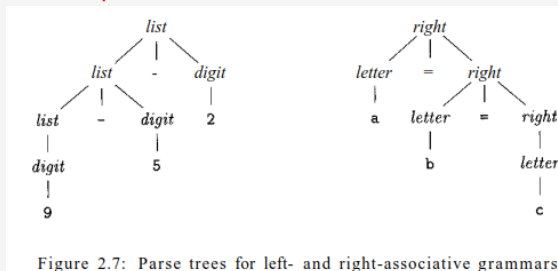 list right
list - digit letter = right
list - digit 2 a letter = right
digit 5 b letter
9 c
Figure 2.7: Parse trees for left- and right-associative grammars